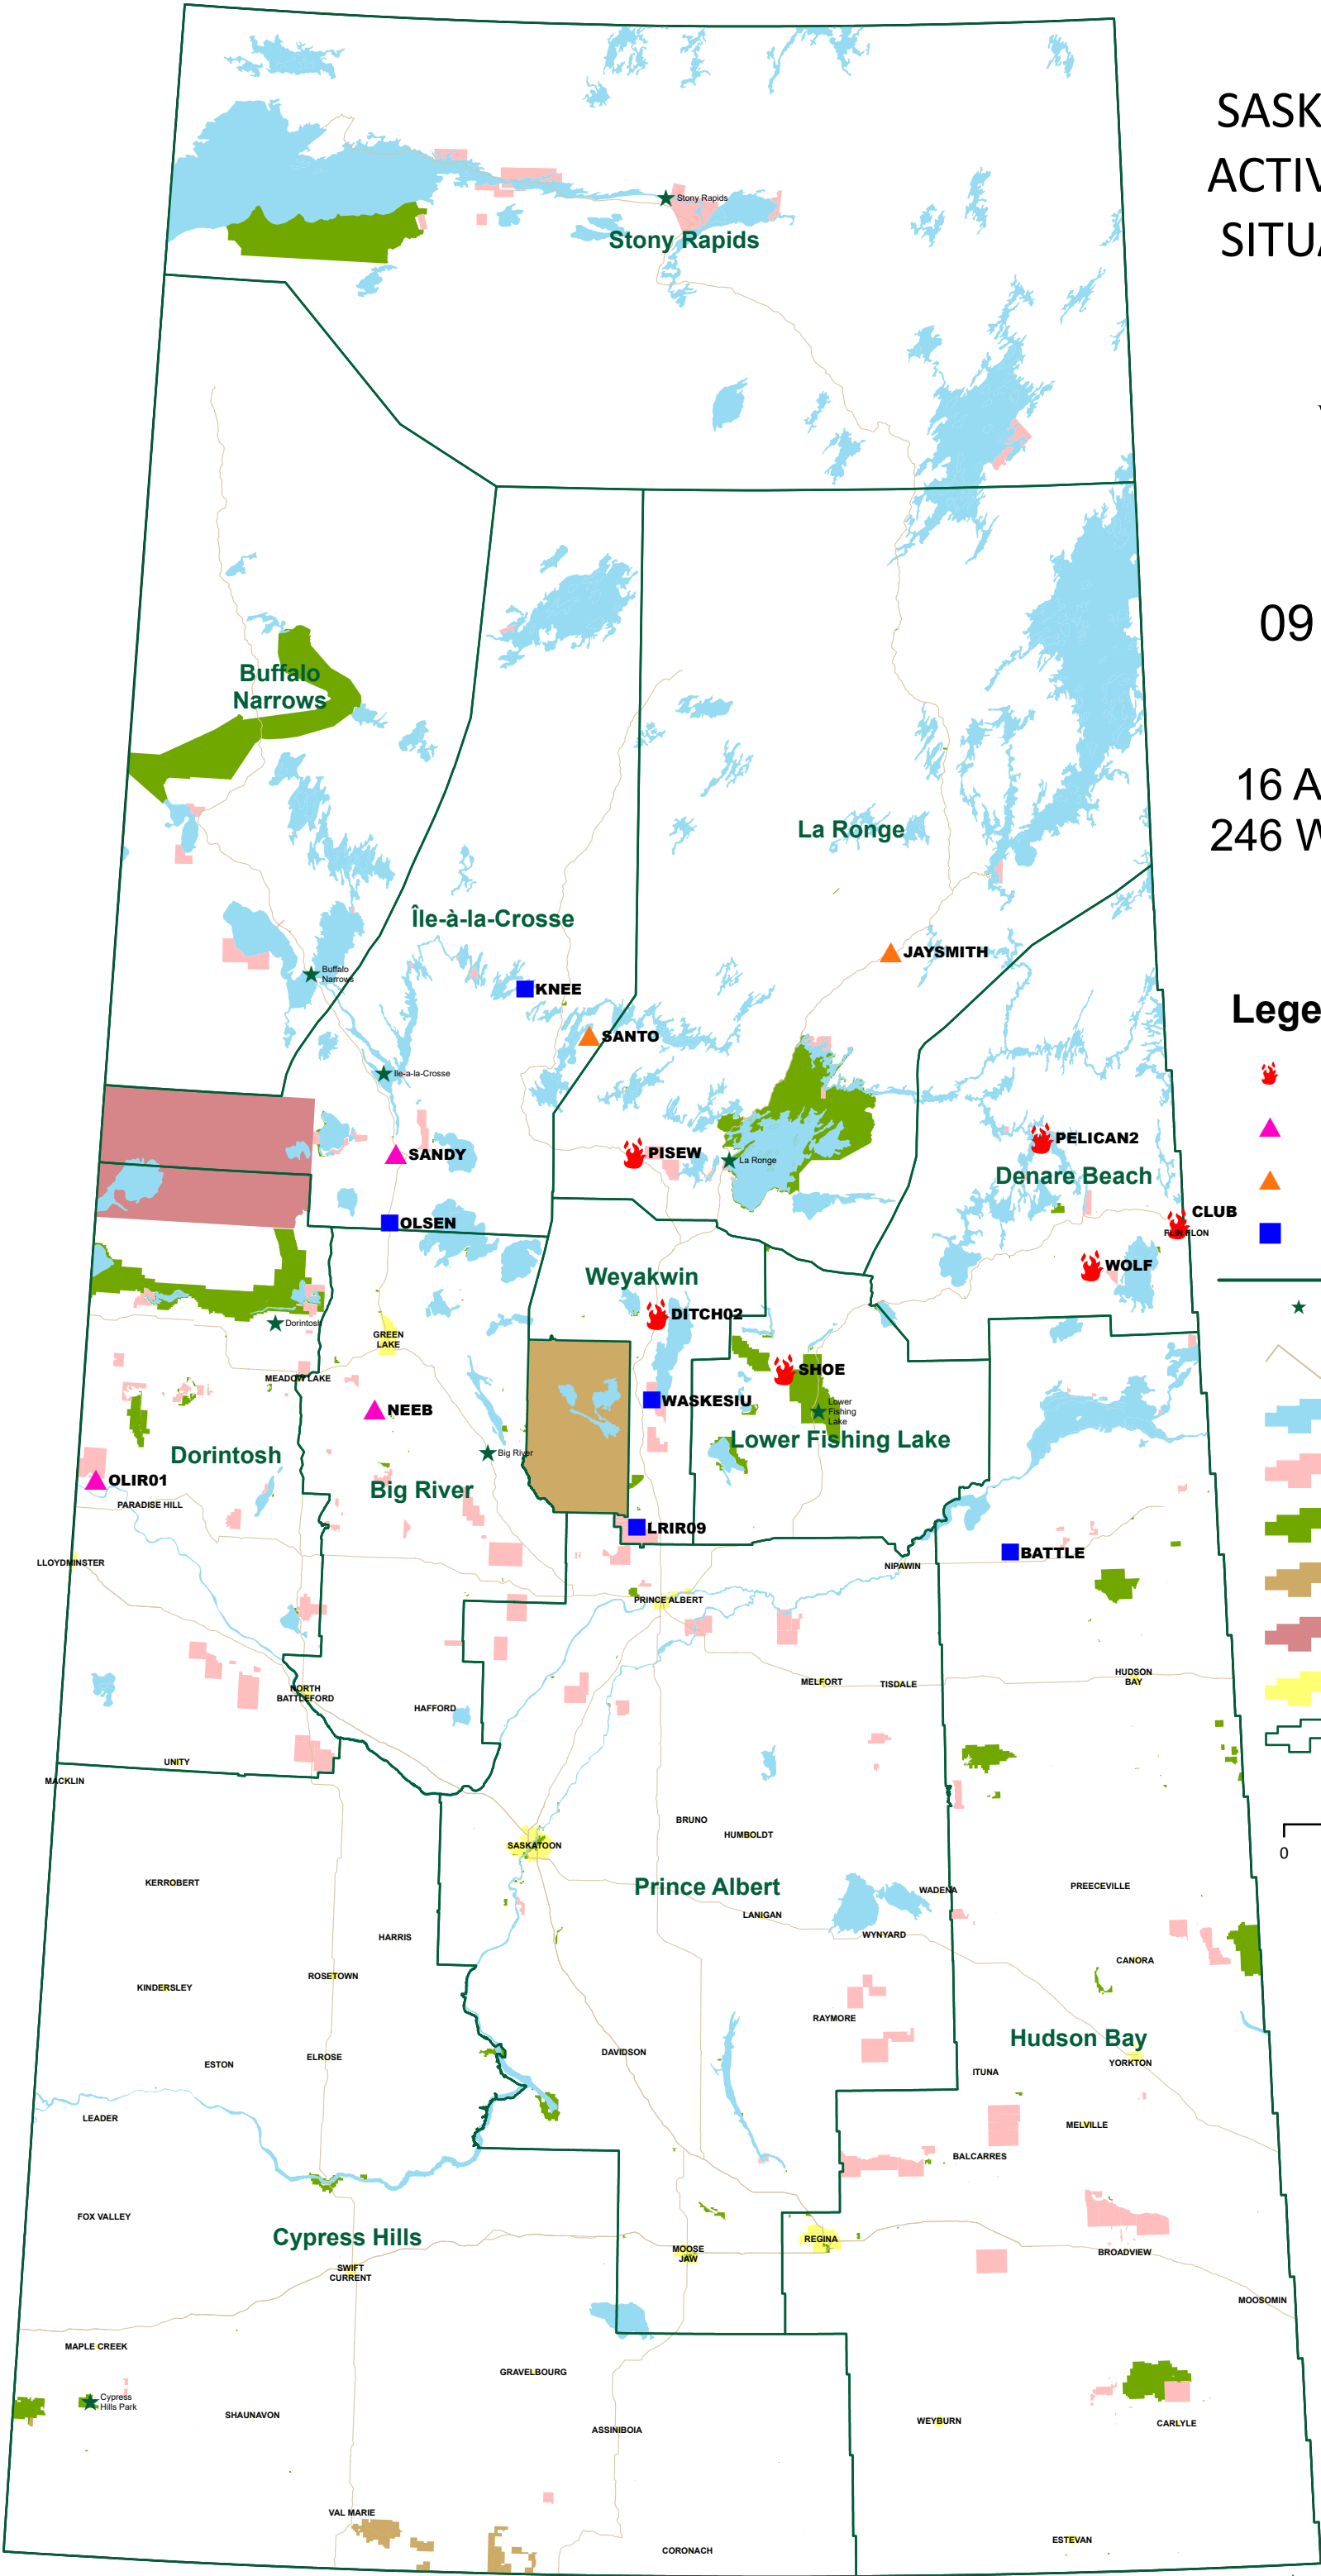 SASK
ACTIV
SITUA
Stony Rapids
Stony Rapids
09
Buffalo
Narrows
16 A
246 W
La Ronge
Île-à-la-Crosse
JAYSMITH
Buffalo
Narrows
KNEE
Lege
SANTO
Ile-a-la-Crosse
PELICAN2
SANDY
PISEW
La Ronge
Denare Beach
CLUB
OLSEN
FLIN FLON
WOLF
Weyakwin
DITCH02
Dorintosh
GREEN
LAKE
SHOE
MEADOW LAKE
WASKESIU
NEEB
Lower
Fishing
Lake
Lower Fishing Lake
Dorintosh
Big River
OLIR01
Big River
PARADISE HILL
LRIR09
BATTLE
LLOYDMINSTER
NIPAWIN
PRINCE ALBERT
HUDSON
BAY
MELFORT
TISDALE
NORTH
BATTLEFORD
HAFFORD
UNITY
MACKLIN
BRUNO
HUMBOLDT
SASKATOON
0
KERROBERT
Prince Albert
WADENA
PREECEVILLE
LANIGAN
WYNYARD
HARRIS
CANORA
ROSETOWN
KINDERSLEY
RAYMORE
Hudson Bay
DAVIDSON
ELROSE
ESTON
YORKTON
ITUNA
LEADER
MELVILLE
BALCARRES
FOX VALLEY
Cypress Hills
REGINA
MOOSE
JAW
BROADVIEW
SWIFT
CURRENT
MOOSOMIN
MAPLE CREEK
GRAVELBOURG
Cypress
Hills Park
SHAUNAVON
WEYBURN
CARLYLE
ASSINIBOIA
VAL MARIE
ESTEVAN
CORONACH